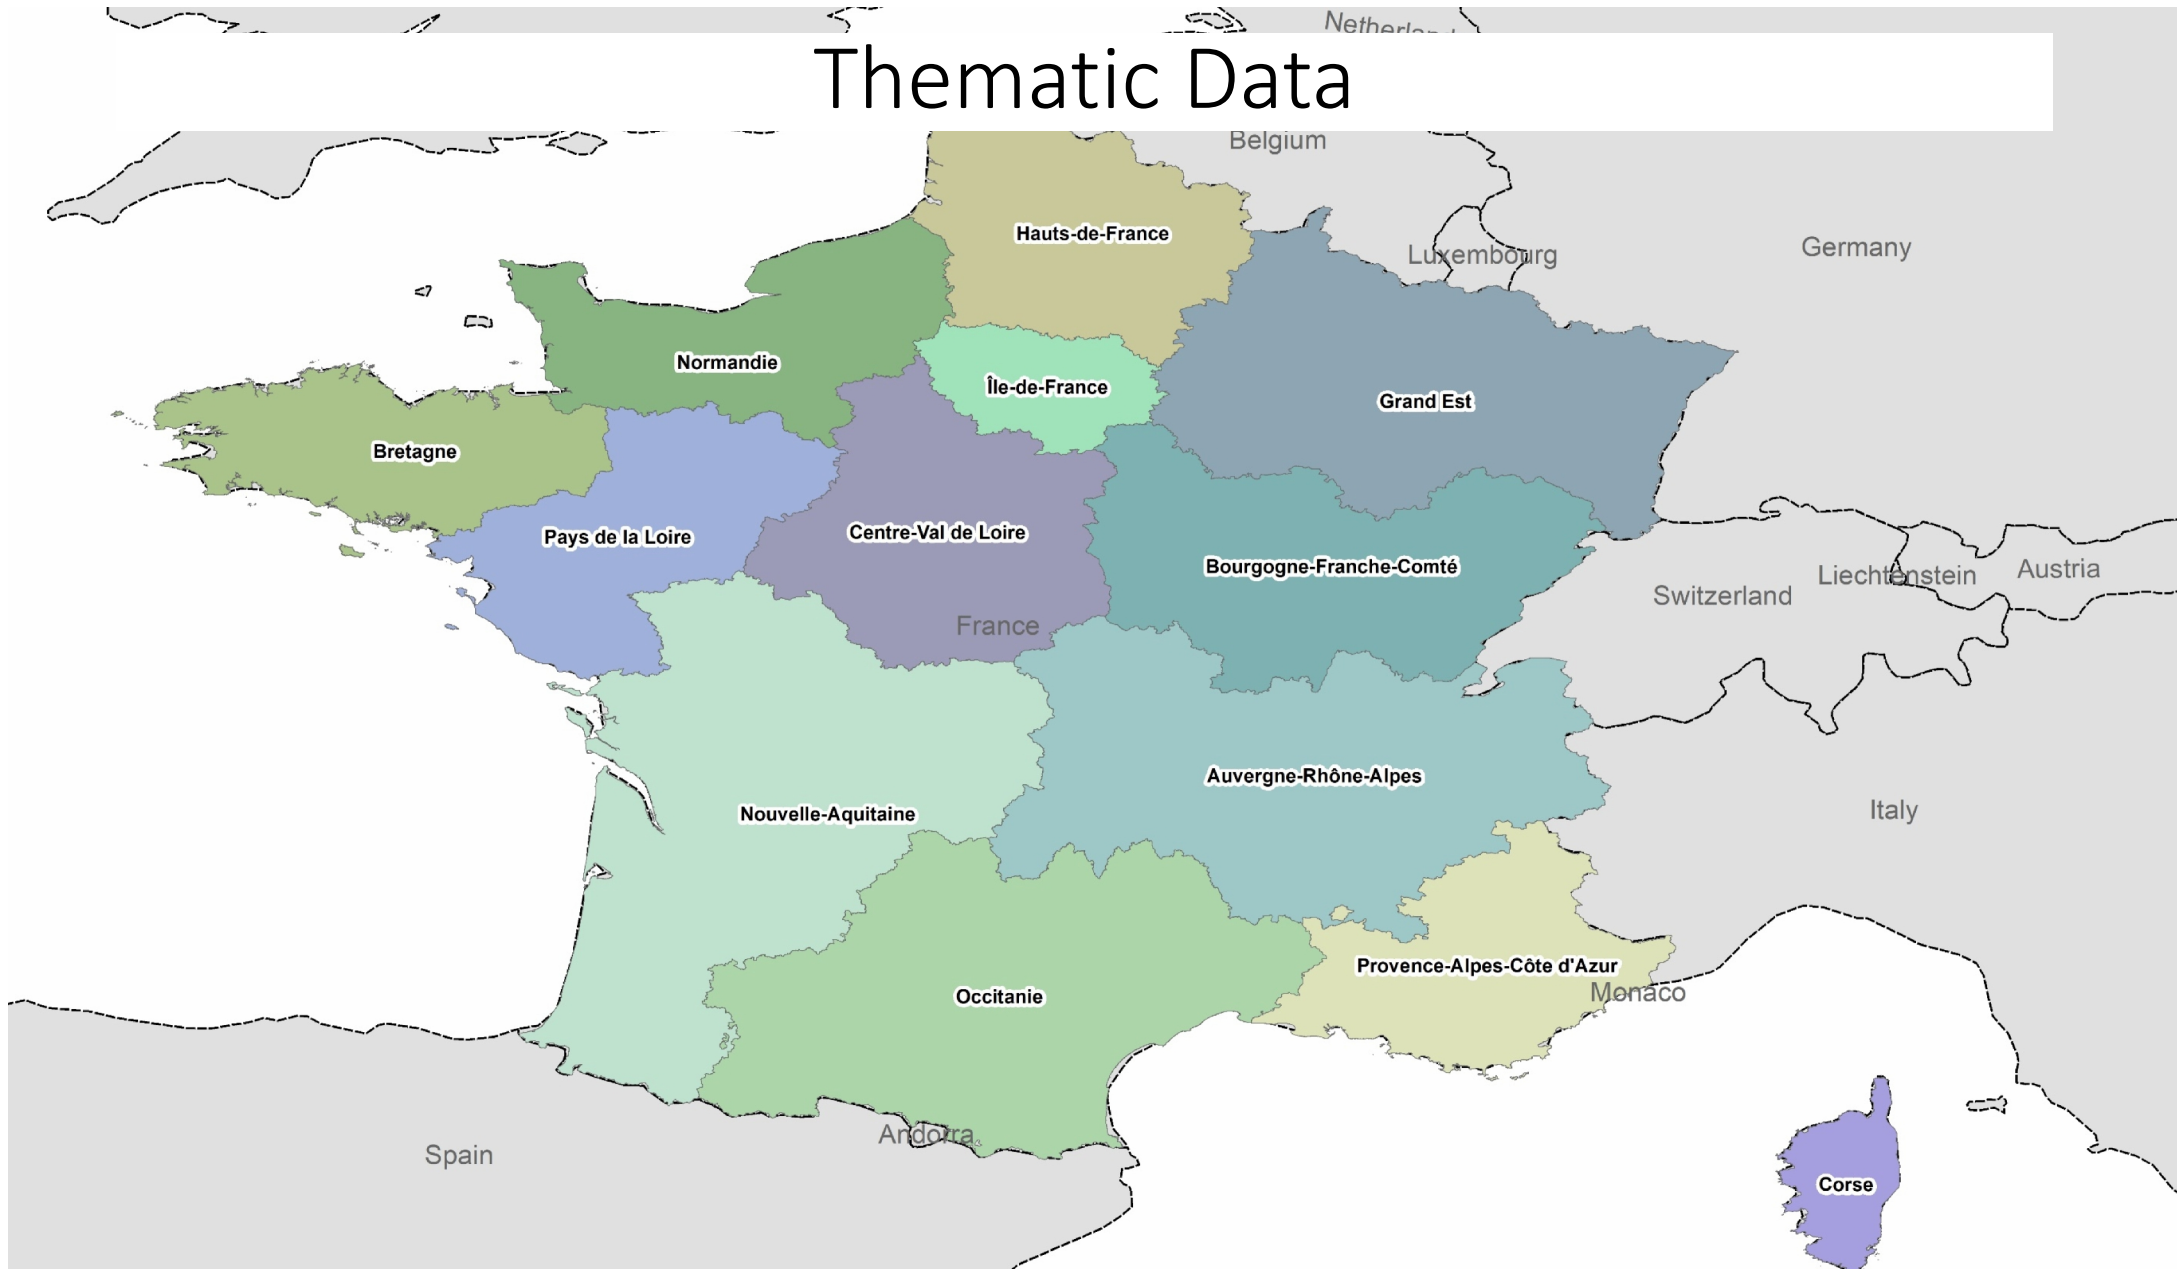 Netherland
Thematic Data
Belgium
Hauts-de-France
Luxembourg
Germany
Normandie
Île-de-France
Grand Est
Bretagne
Pays de la Loire
Centre-Val de Loire
Bourgogne-Franche-Comté
Switzerland
Liechtenstein
Austria
France
Auvergne-Rhône-Alpes
Nouvelle-Aquitaine
Italy
Provence-Alpes-Côte d'Azur
Monaco
Occitanie
Andorra
Spain
Corse